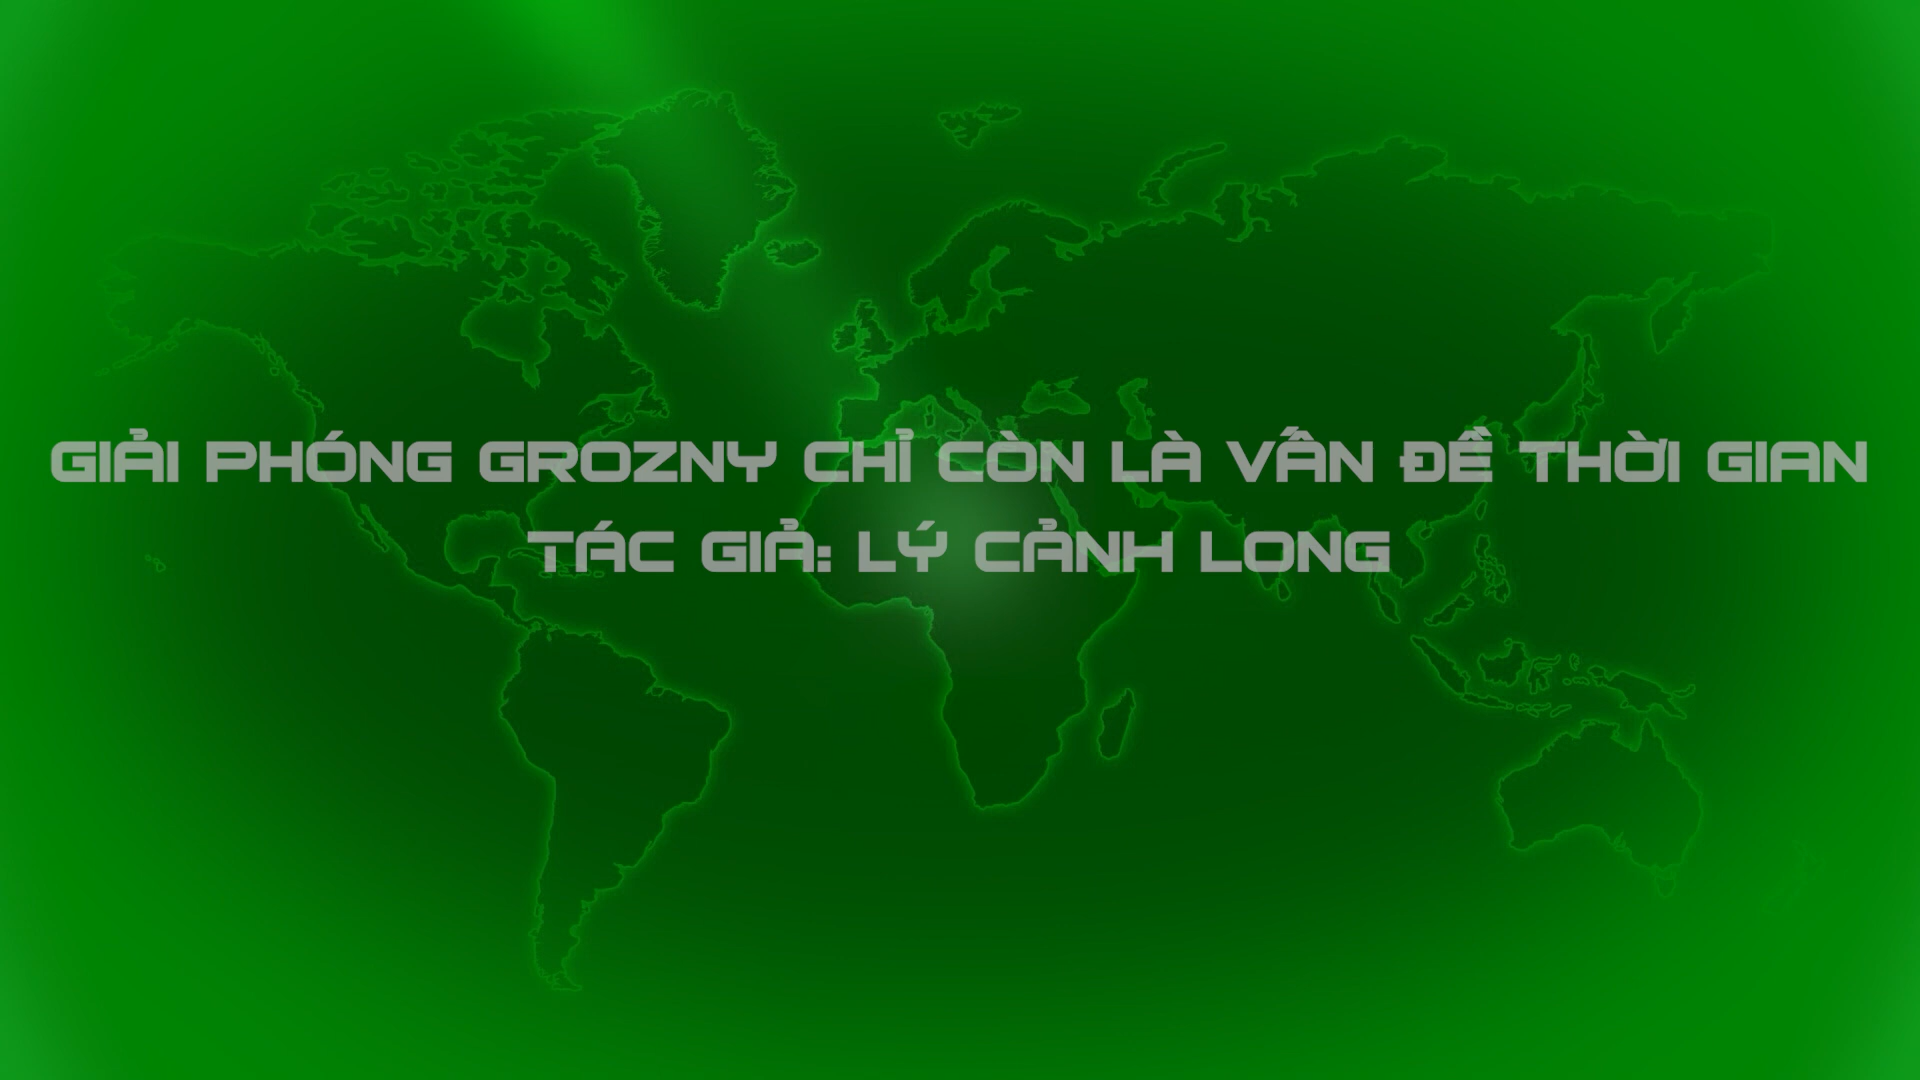 GIẢI PHÓNG GROZNY CHỈ CÒN LÀ VẤN ĐỀ THỜI GIAN
TÁC GIẢ: LÝ CẢNH LONG